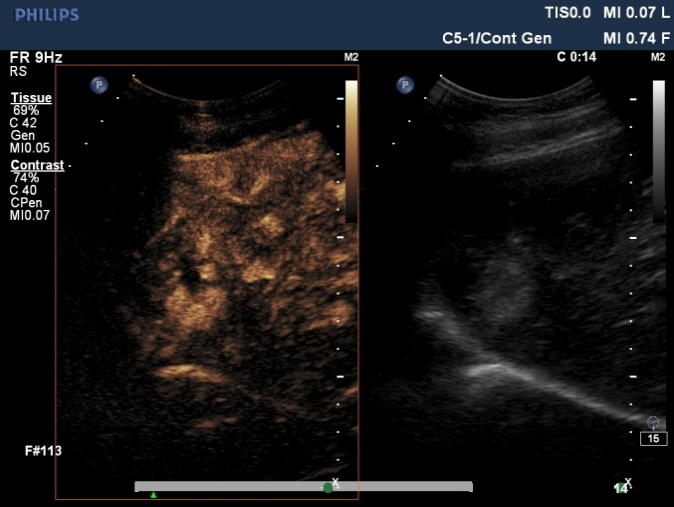 PHILIPS
TIS0.0 MI 0.07 L
C5-1/Cont Gen MI 0.74 F
FR 9Hz
RS
M2
C 0:14
M2
P
P
Tissue
69%
C 42
Gen
MI0.05
Contrast
74%
C 40
CPen
MI0.07
F#113
15
X
X
14